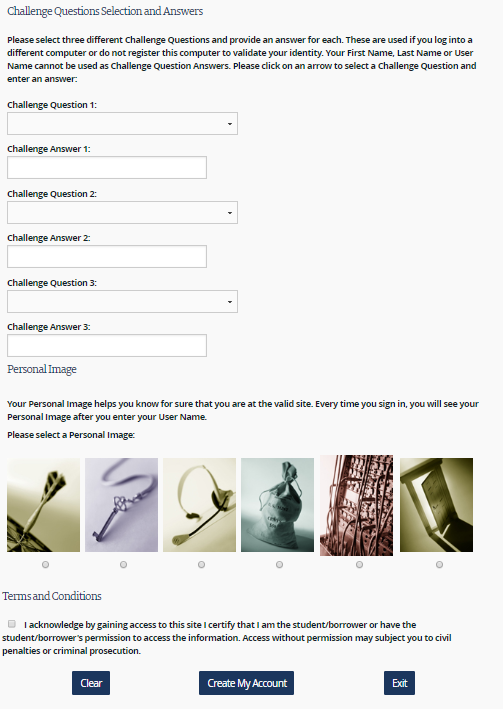 Challenge Questions Selection and Answers
Please select three different Challenge Questions and provide an answer for each. These are used if you log into a
different computer or do not register this computer to validate your identity. Your First Name, Last Name or User
Name cannot be used as Challenge Question Answers. Please click on an arrow to select a Challenge Question and
enter an answer:
Challenge Question 1:
Challenge Answer 1:
Challenge Question 2:
Challenge Answer 2:
Challenge Question 3:
Challenge Answer 3:
Personal Image
Your Personal Image helps you know for sure that you are at the valid site. Every time you sign in, you will see your
Personal Image after you enter your User Name.
Please select a Personal Image:
Terms and Conditions
I acknowledge by gaining access to this site I certify that I am the student/borrower or have the
student/borrower's permission to access the information. Access without permission may subject you to civil
penalties or criminal prosecution.
Clear Create My Account Exit